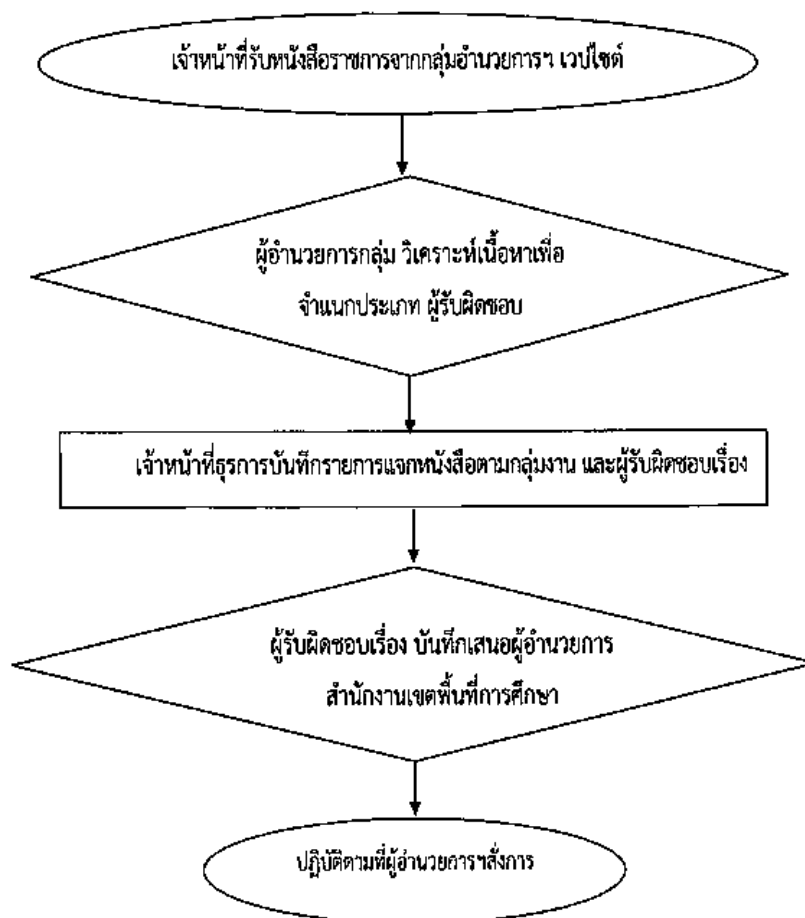 เจ้าหน้าที่รับหนังสือราชการจากกลุ่มอำนวยการฯ เวปไซต์
ผู้อำนวยการกลุ่ม วิเคราะห์เนื้อหาเพื่อ
จำแนกประเภท ผู้รับผิดชอบ
เจ้าหน้าที่ธุรการบันทึกรายการแจกหนังสือตามกลุ่มงาน และผู้รับผิดชอบเรื่อง
ผู้รับผิดชอบเรื่อง บันทึกเสนอผู้อำนวยการ
สำนักงานเขตพื้นที่การศึกษา
ปฏิบัติตามที่ผู้อำนวยการฯสั่งการ